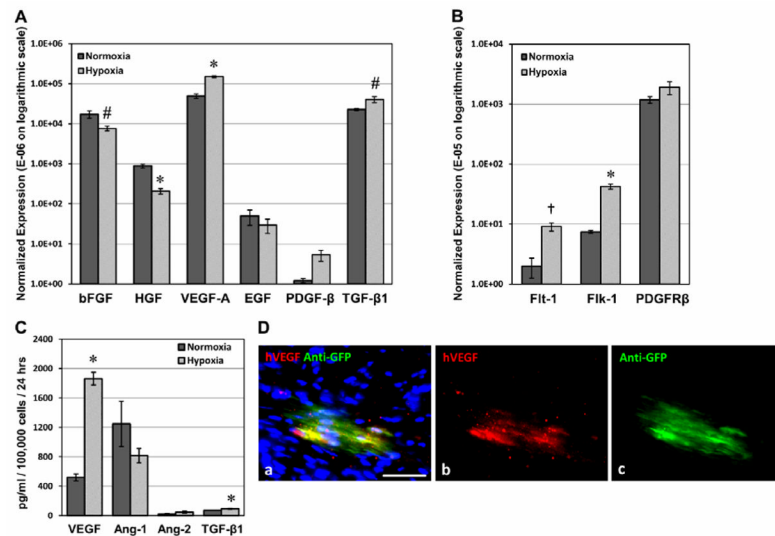 A
Normalized Expression (E-06 on logarithmic scale)
1.0E+06
1.0E+05
1.0E+04
1.0E+03
1.0E+02
1.0E+01
1.0E+00
Normoxia
Hypoxia
#
*
*
#
bFGF HGF VEGF-A EGF PDGF-β TGF-β1
B
Normalized Expression (E-05 on logarithmic scale)
1.0E+04
1.0E+03
1.0E+02
1.0E+01
1.0E+00
Normoxia
Hypoxia
†
*
Flt-1 Flk-1 PDGFRβ
C
pg/ml / 100,000 cells / 24 hrs
2400
2000
1600
1200
800
400
0
Normoxia
Hypoxia
*
*
VEGF Ang-1 Ang-2 TGF-β1
D
hVEGF Anti-GFP
a
hVEGF
b
Anti-GFP
c